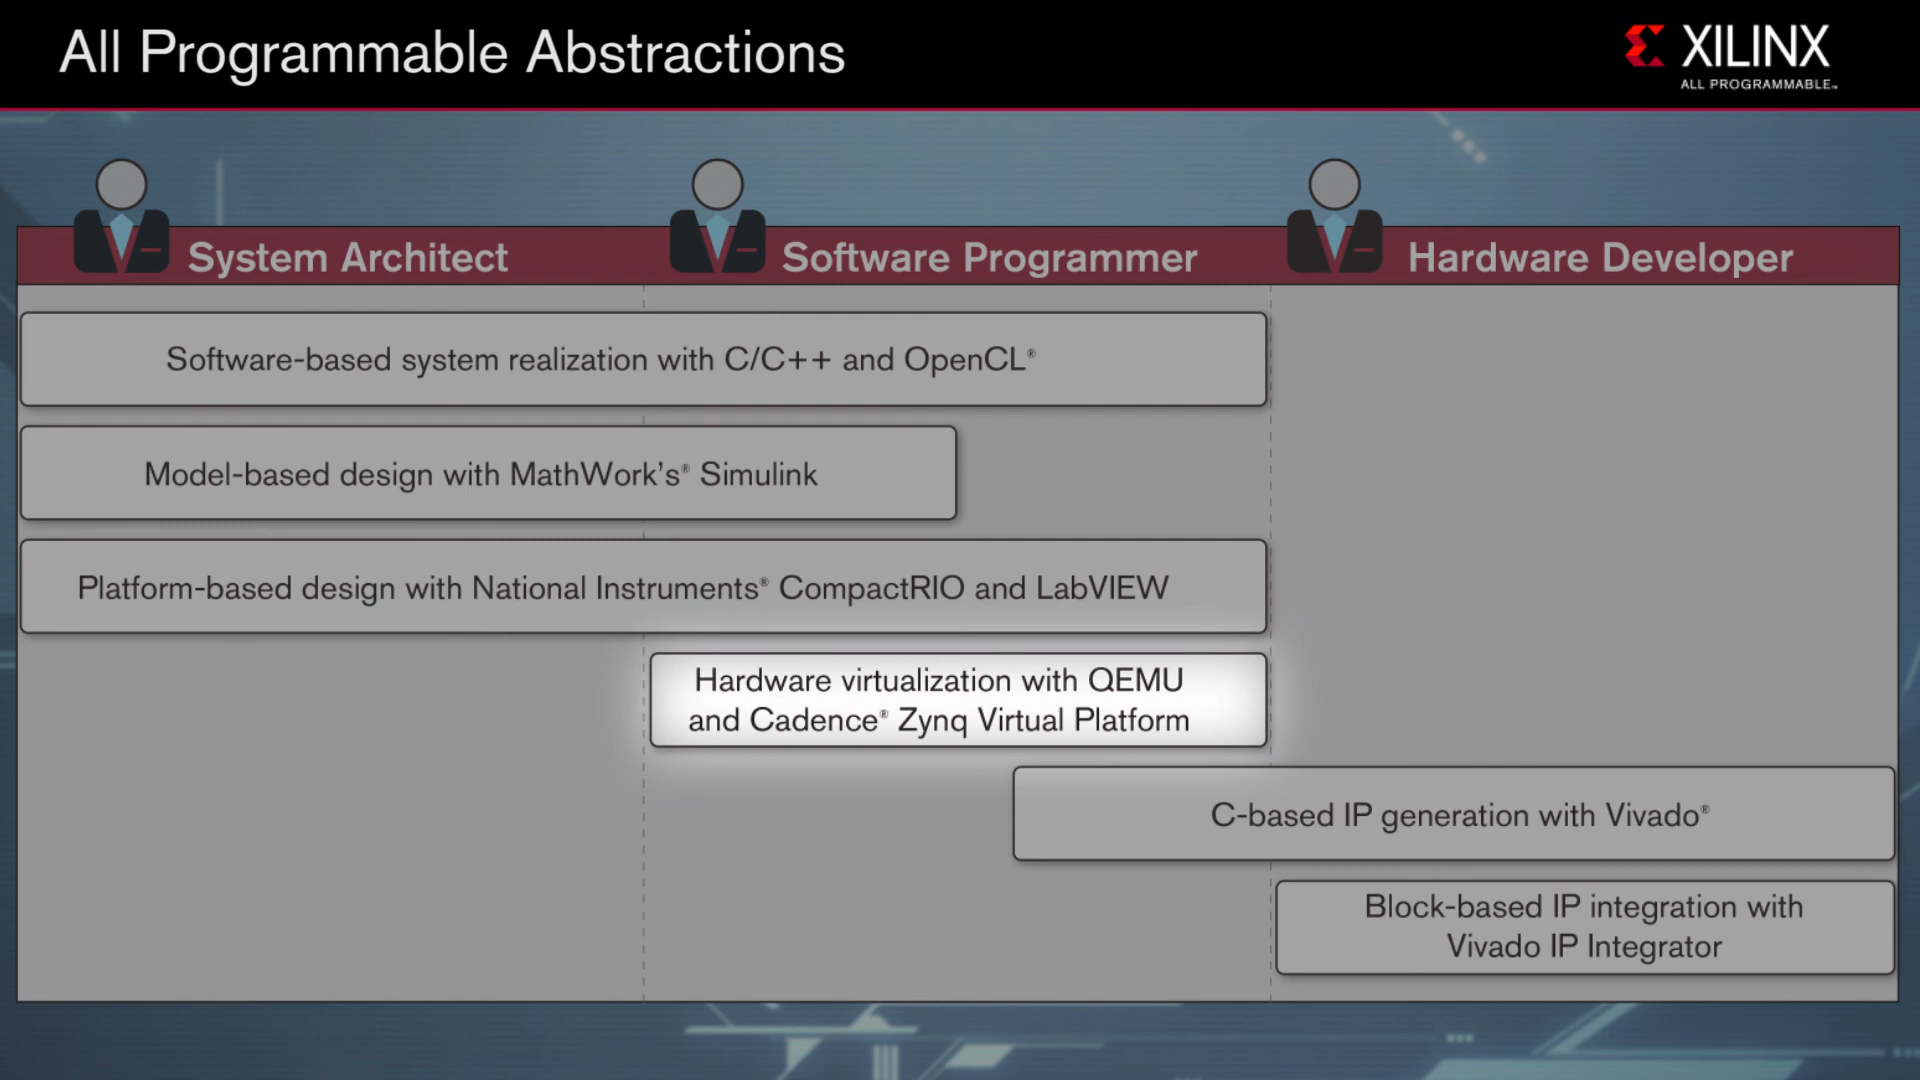 All Programmable Abstractions
XILINX
ALL PROGRAMMABLE™
System Architect
Software Programmer
Hardware Developer
Software-based system realization with C/C++ and OpenCL®
Model-based design with MathWork's® Simulink
Platform-based design with National Instruments® CompactRIO and LabVIEW
Hardware virtualization with QEMU
and Cadence® Zynq Virtual Platform
C-based IP generation with Vivado®
Block-based IP integration with
Vivado IP Integrator